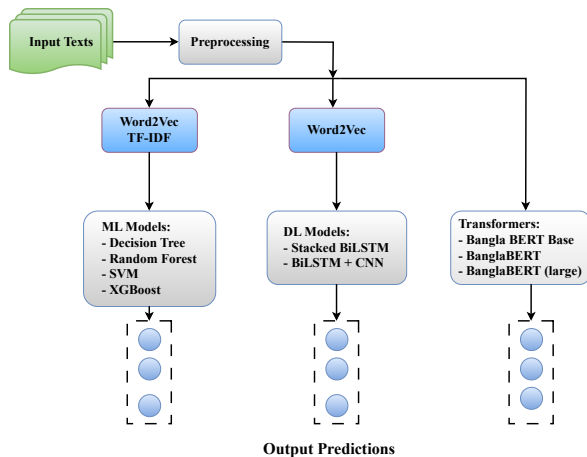 Input Texts
Preprocessing
Word2Vec
TF-IDF
Word2Vec
ML Models:
- Decision Tree
- Random Forest
- SVM
- XGBoost
DL Models:
- Stacked BiLSTM
- BiLSTM + CNN
Transformers:
- Bangla BERT Base
- BanglaBERT
- BanglaBERT (large)
Output Predictions